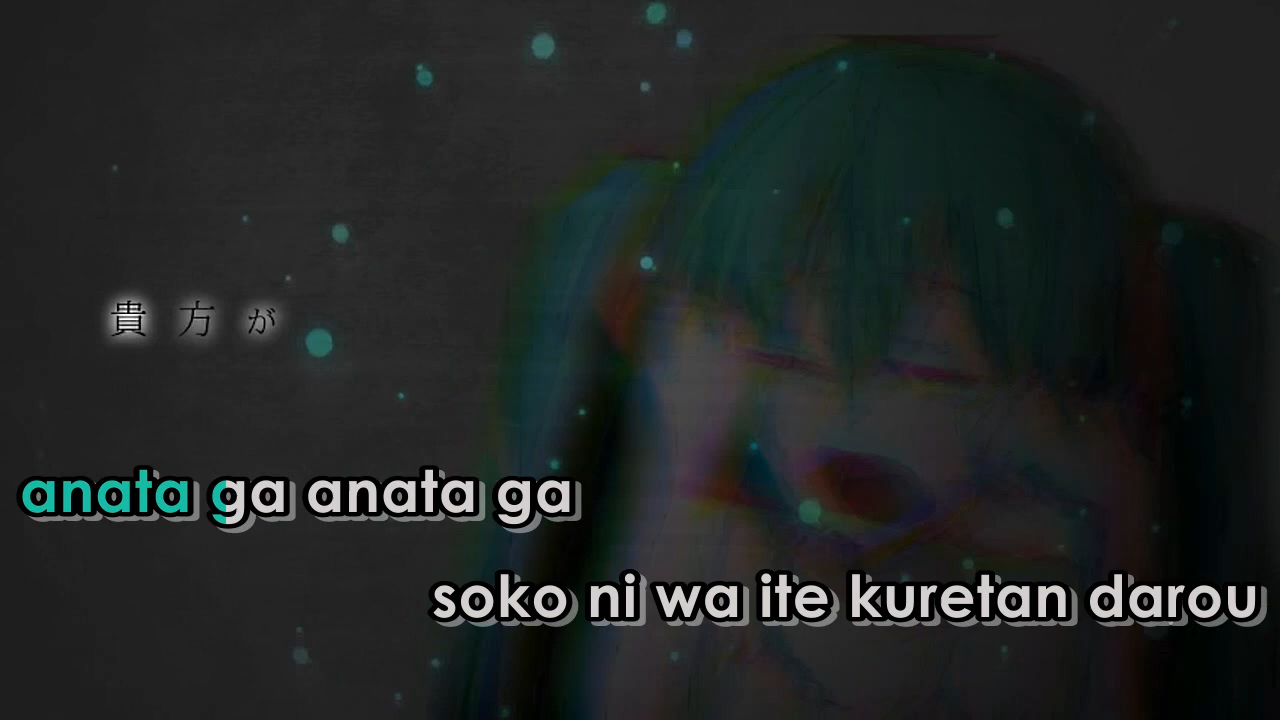 貴方が
anata ga anata ga
soko ni wa ite kuretan darou